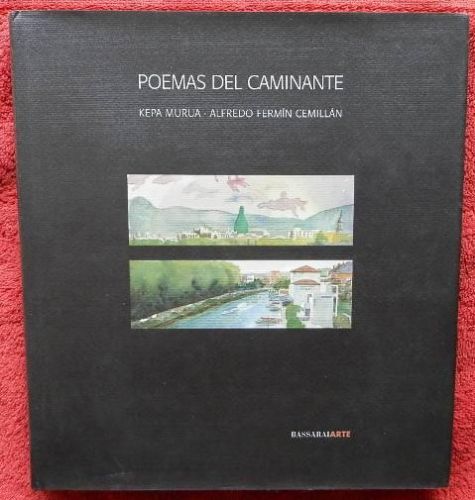 POEMAS DEL CAMINANTE
KEPA MURUA · ALFREDO FERMÍN CEMILLÁN
BASSARAIARTE